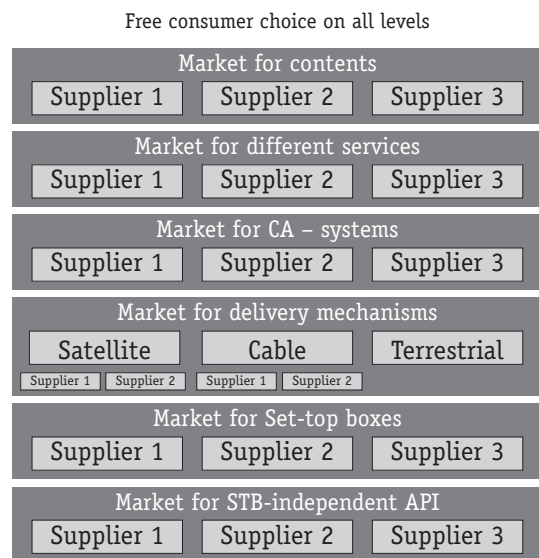 Free consumer choice on all levels
Market for contents
Supplier 1 Supplier 2 Supplier 3
Market for different services
Supplier 1 Supplier 2 Supplier 3
Market for CA – systems
Supplier 1 Supplier 2 Supplier 3
Market for delivery mechanisms
Satellite Cable Terrestrial
Supplier 1 Supplier 2 Supplier 1 Supplier 2
Market for Set-top boxes
Supplier 1 Supplier 2 Supplier 3
Market for STB-independent API
Supplier 1 Supplier 2 Supplier 3